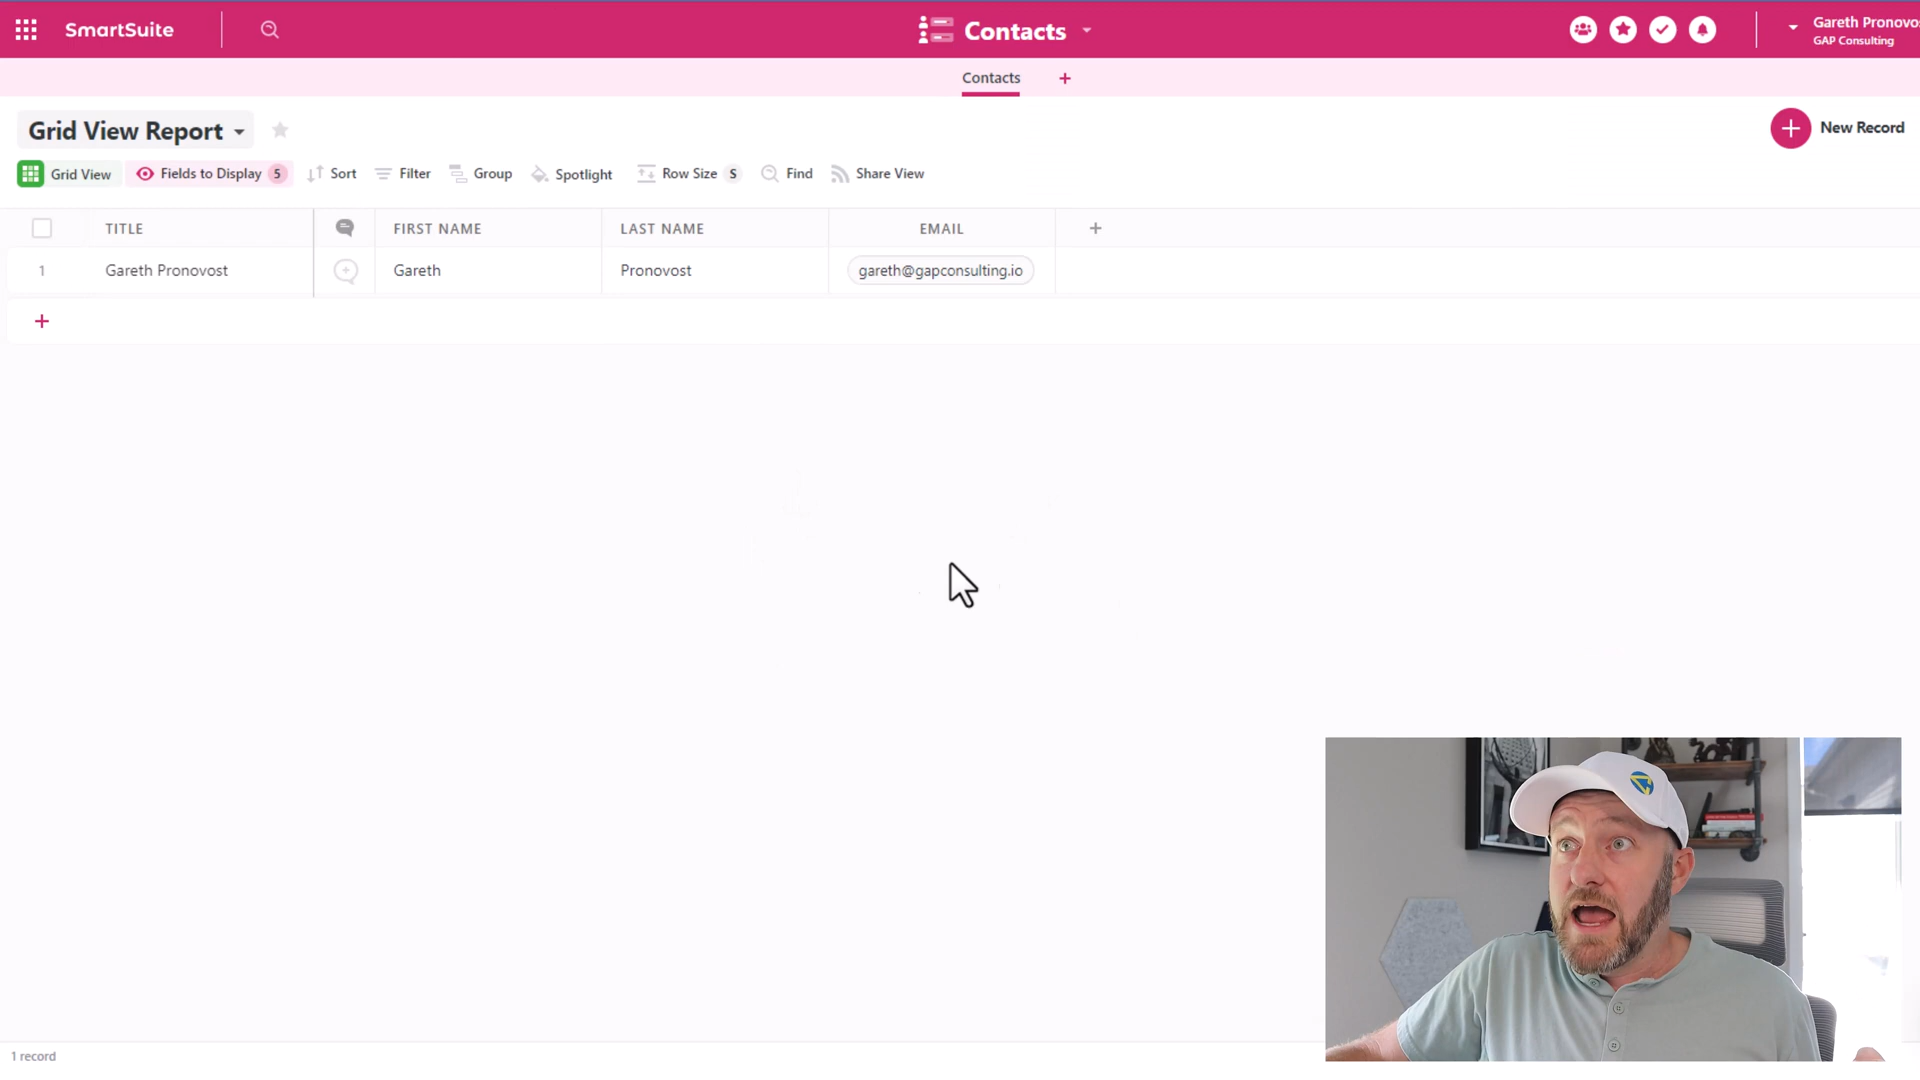 SmartSuite
Contacts
Gareth Pronovos
GAP Consulting
Contacts +
Grid View Report
New Record
Grid View Fields to Display 5 Sort Filter Group Spotlight Row Size S Find Share View
TITLE FIRST NAME LAST NAME EMAIL +
1 Gareth Pronovost Gareth Pronovost gareth@gapconsulting.io
+
1 record